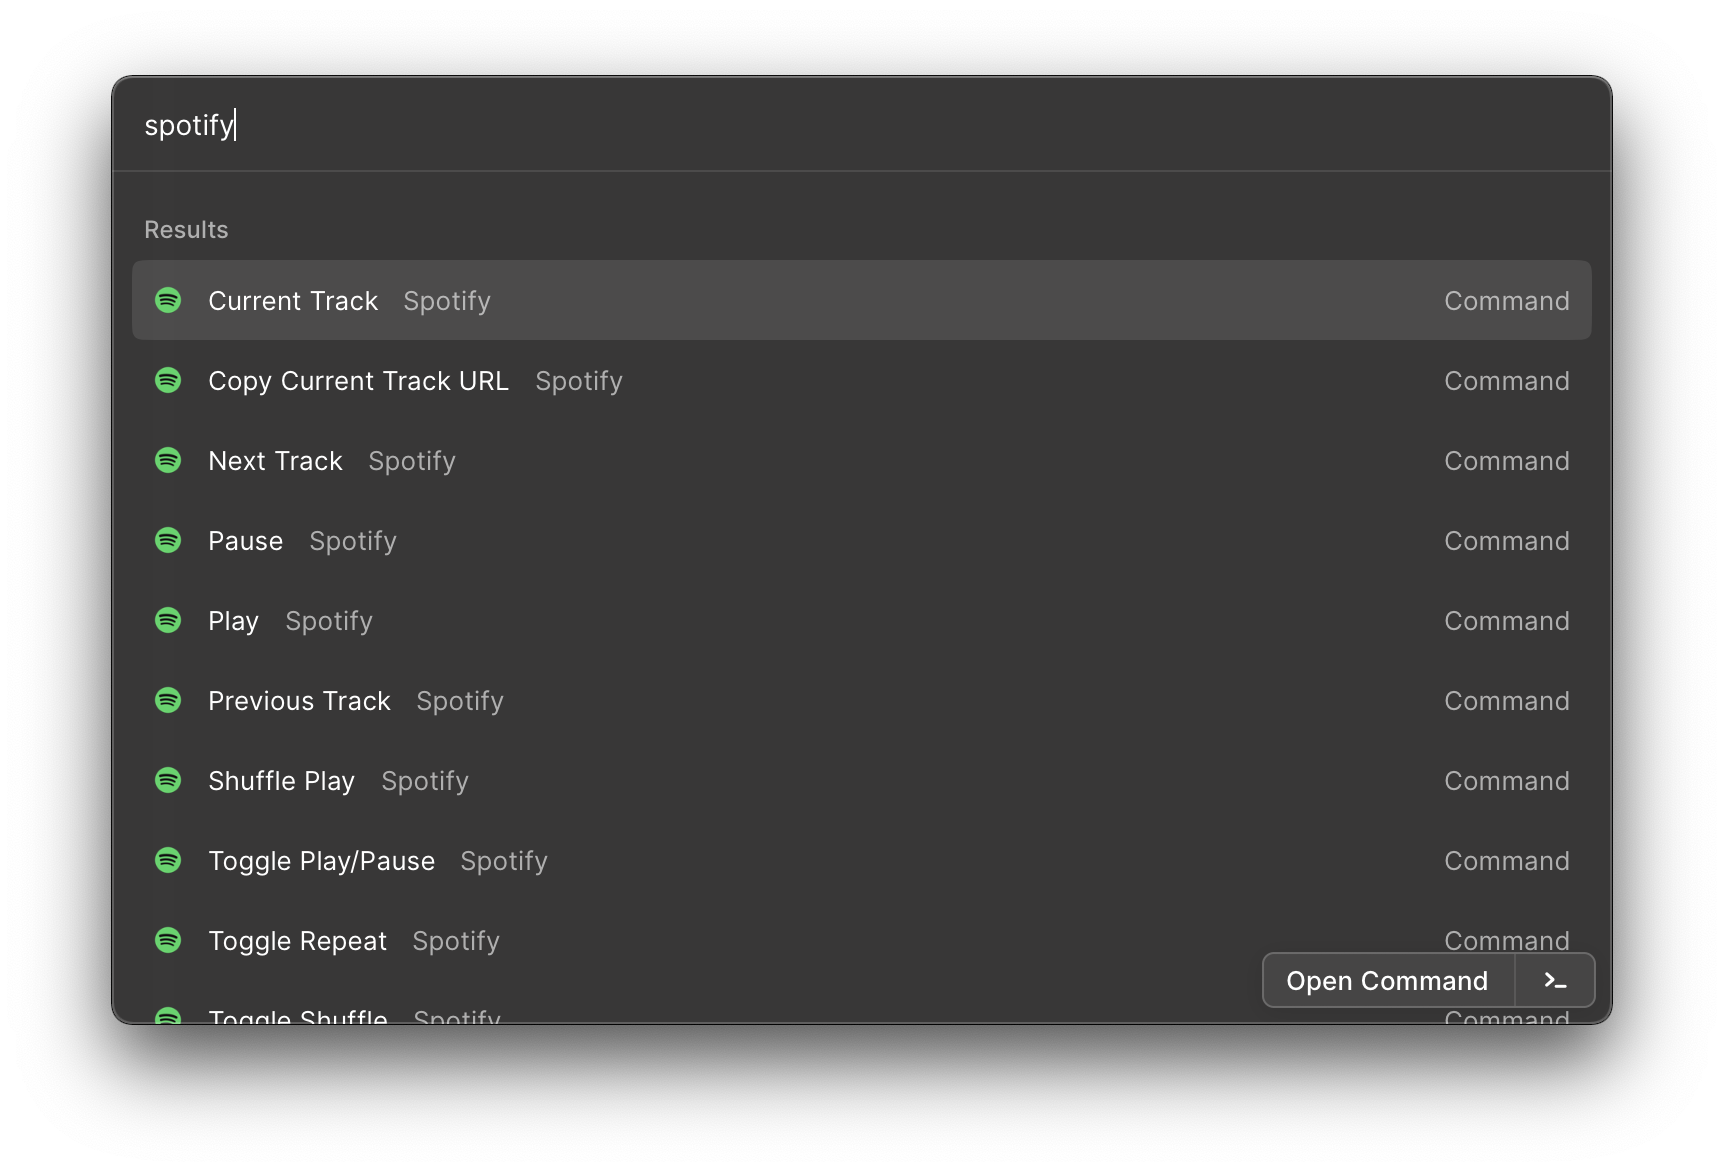 spotify
Results
Current Track Spotify Command
Copy Current Track URL Spotify Command
Next Track Spotify Command
Pause Spotify Command
Play Spotify Command
Previous Track Spotify Command
Shuffle Play Spotify Command
Toggle Play/Pause Spotify Command
Toggle Repeat Spotify Command
Open Command
Toggle Shuffle Spotify Command